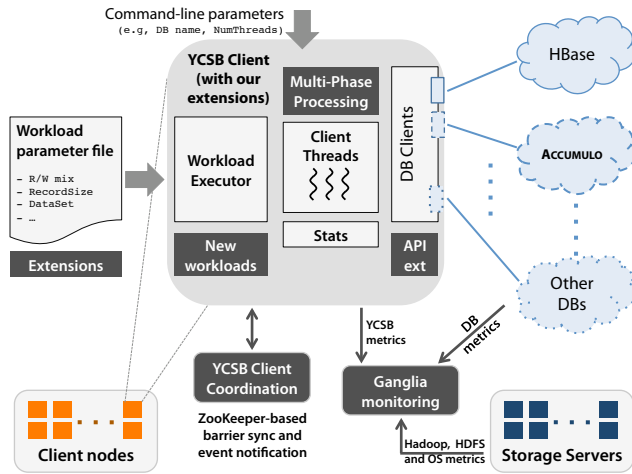 Command-line parameters
(e.g, DB name, NumThreads)
YCSB Client
(with our
extensions)
Multi-Phase
Processing
DB Clients
HBase
Workload
parameter file
- R/W mix
- RecordSize
- DataSet
- …
Extensions
Workload
Executor
Client
Threads
ACCUMULO
New
workloads
Stats
API
ext
Other
DBs
YCSB
metrics
DB
metrics
YCSB Client
Coordination
Ganglia
monitoring
ZooKeeper-based
barrier sync and
event notification
Client nodes
Hadoop, HDFS
and OS metrics
Storage Servers